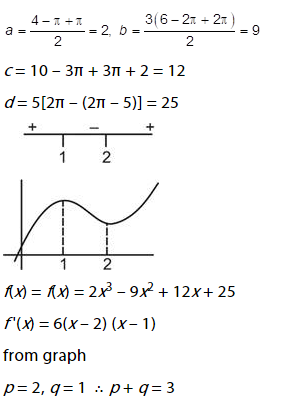 a = (4 − π + π)/2 = 2, b = 3(6 − 2π + 2π)/2 = 9
c = 10 − 3π + 3π + 2 = 12
d = 5[2π − (2π − 5)] = 25
+ − +
1 2
1 2
f(x) = f(x) = 2x³ − 9x² + 12x + 25
f'(x) = 6(x − 2) (x − 1)
from graph
p = 2, q = 1 ∴ p + q = 3